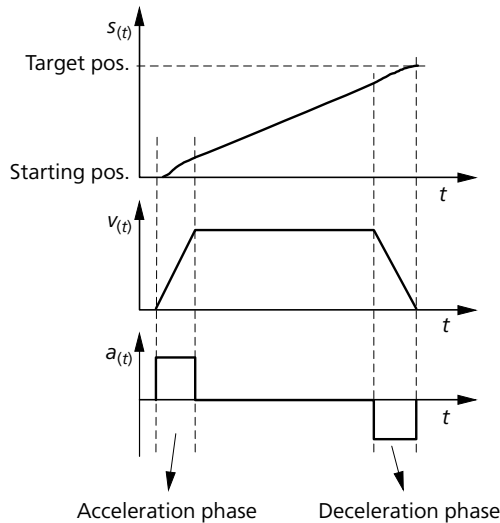 s(t)
Target pos.
Starting pos.
t
v(t)
t
a(t)
t
Acceleration phase
Deceleration phase